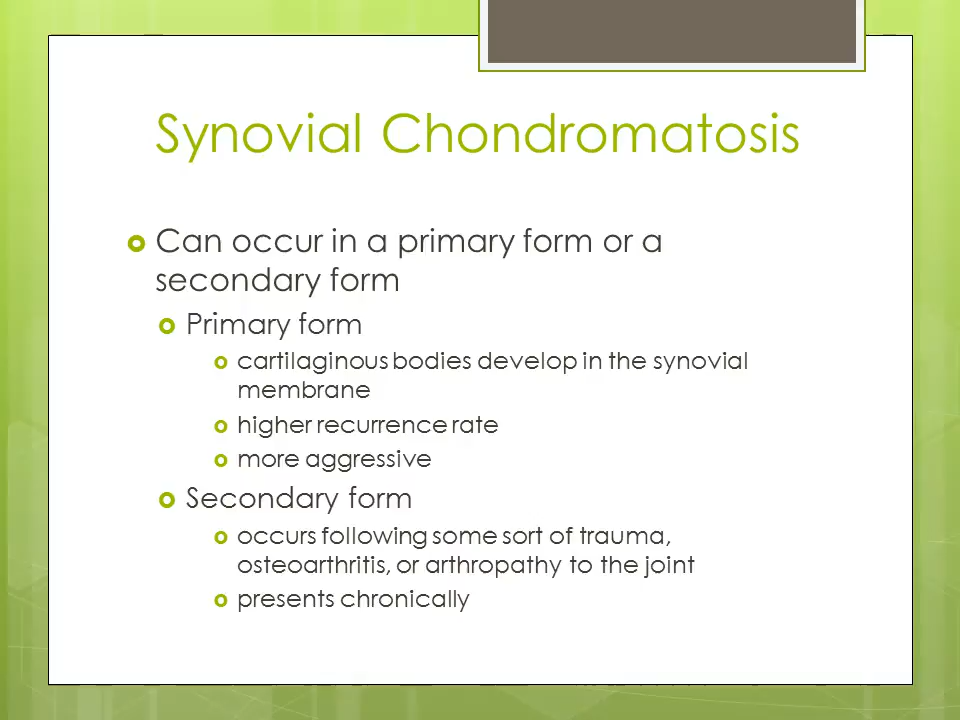 Synovial Chondromatosis
Can occur in a primary form or a
secondary form
Primary form
cartilaginous bodies develop in the synovial
membrane
higher recurrence rate
more aggressive
Secondary form
occurs following some sort of trauma,
osteoarthritis, or arthropathy to the joint
presents chronically